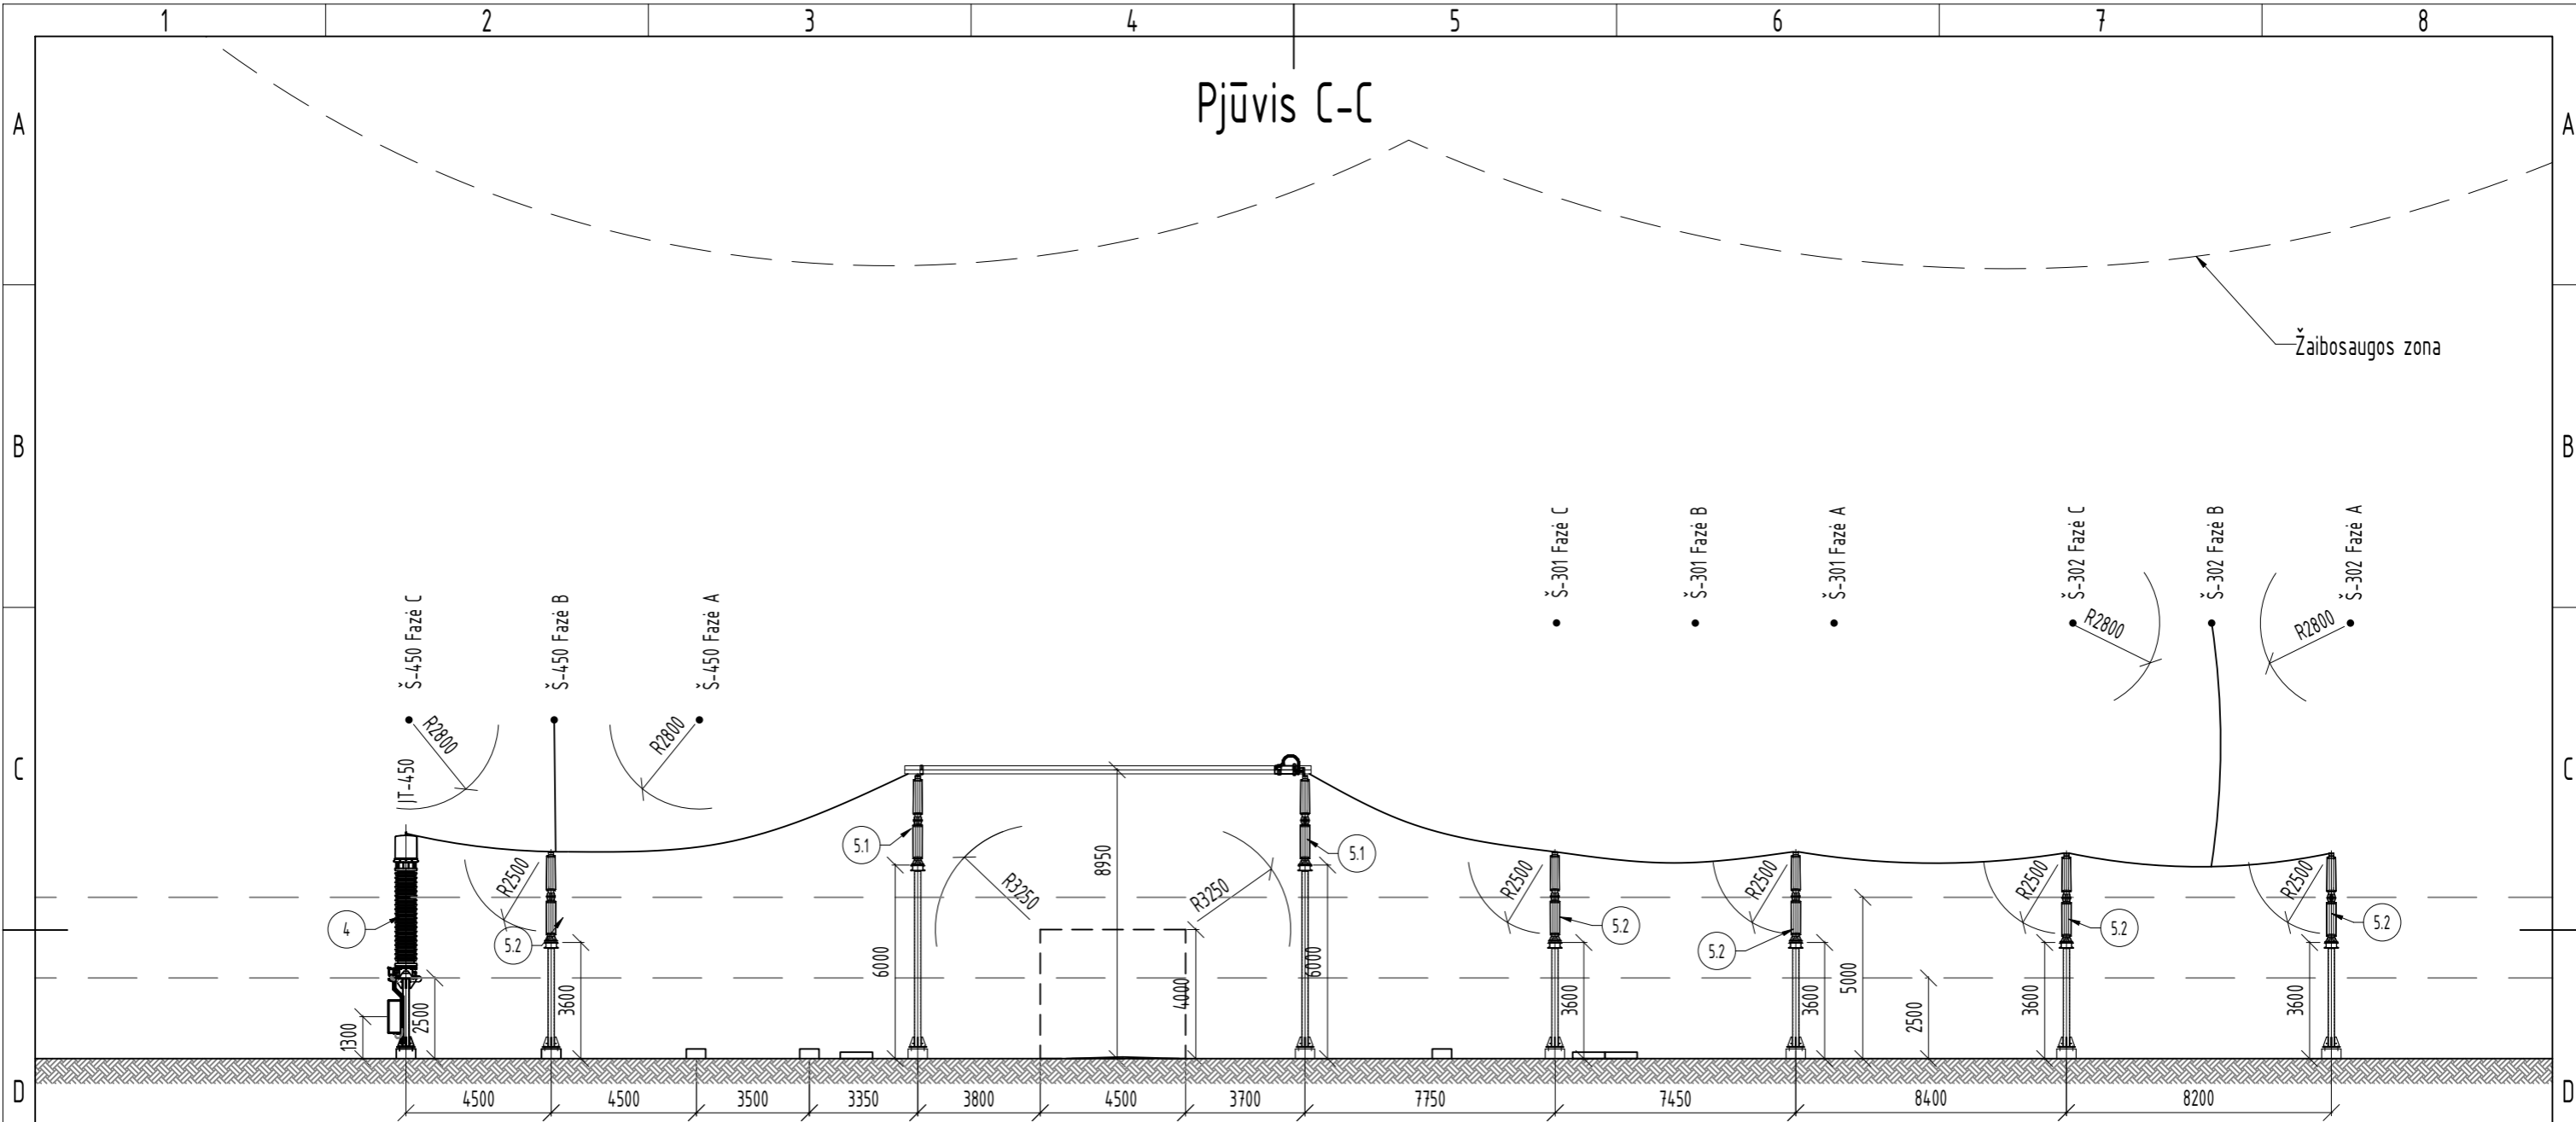 1 2 3 4 5 6 7 8
A A
Pjūvis C-C
Žaibosaugos zona
B B
Š-301 Fazė C
Š-301 Fazė B
Š-301 Fazė A
Š-302 Fazė C
Š-302 Fazė B
Š-302 Fazė A
Š-450 Fazė C
Š-450 Fazė B
Š-450 Fazė A
R2800 R2800
R2800 R2800
C C
JT-450
5.1 5.1
8950
R2500 R3250 R3250 R2500 R2500 R2500 R2500
4 5.2 5.2 5.2 5.2 5.2
1300 2500 3600 6000 4000 6000 3600 3600 5000 2500 3600 3600
D D
4500 4500 3500 3350 3800 4500 3700 7750 7450 8400 8200